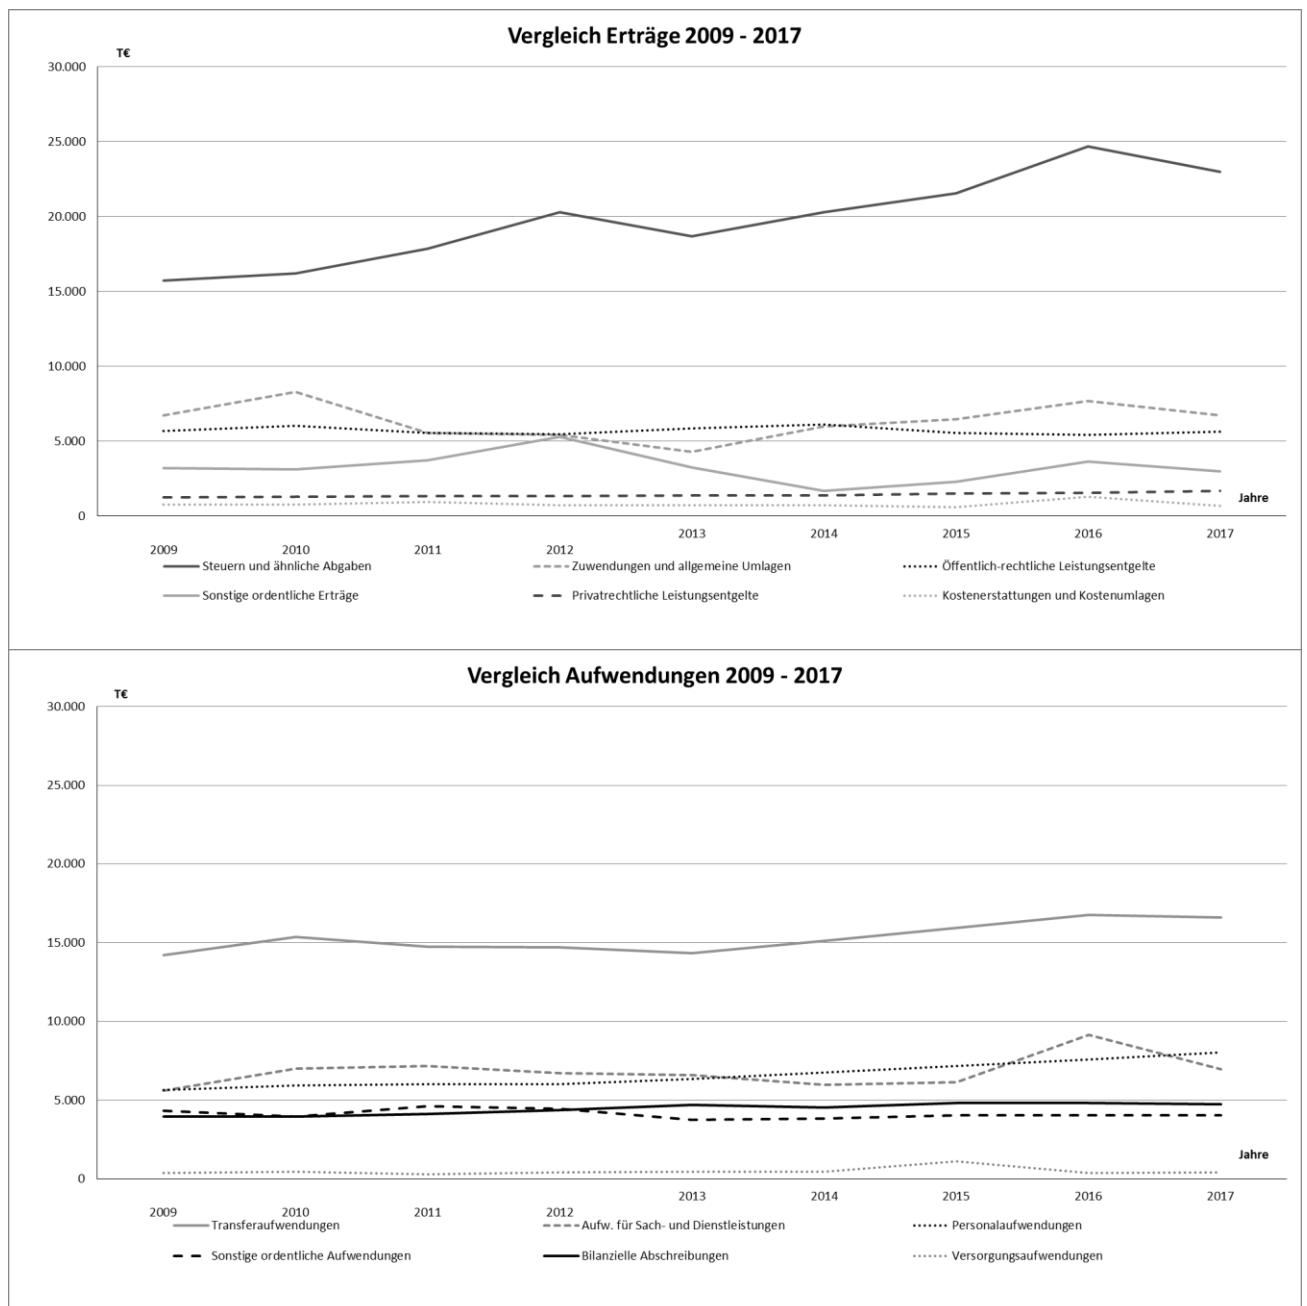 Vergleich Erträge 2009 - 2017
T€
30.000
25.000
20.000
15.000
10.000
5.000
0
Jahre
2009 2010 2011 2012 2013 2014 2015 2016 2017
Steuern und ähnliche Abgaben Zuwendungen und allgemeine Umlagen Öffentlich-rechtliche Leistungsentgelte
Sonstige ordentliche Erträge Privatrechtliche Leistungsentgelte Kostenerstattungen und Kostenumlagen
Vergleich Aufwendungen 2009 - 2017
T€
30.000
25.000
20.000
15.000
10.000
5.000
0
Jahre
2009 2010 2011 2012 2013 2014 2015 2016 2017
Transferaufwendungen Aufw. für Sach- und Dienstleistungen Personalaufwendungen
Sonstige ordentliche Aufwendungen Bilanzielle Abschreibungen Versorgungsaufwendungen